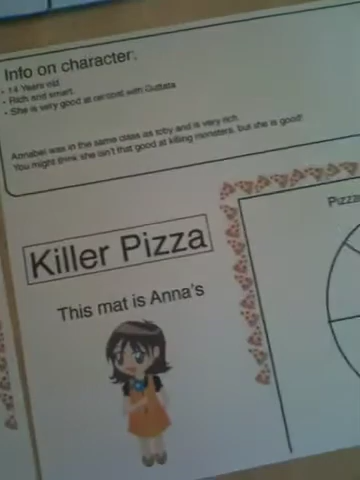 Info on character:
• 14 Years old
• Rich and smart.
• She is very good at combat with Guttata
Annabel was in the same class as toby and is very rich.
You might think she isn't that good at killing monsters, but she is good!
Killer Pizza
This mat is Anna's
Pizza